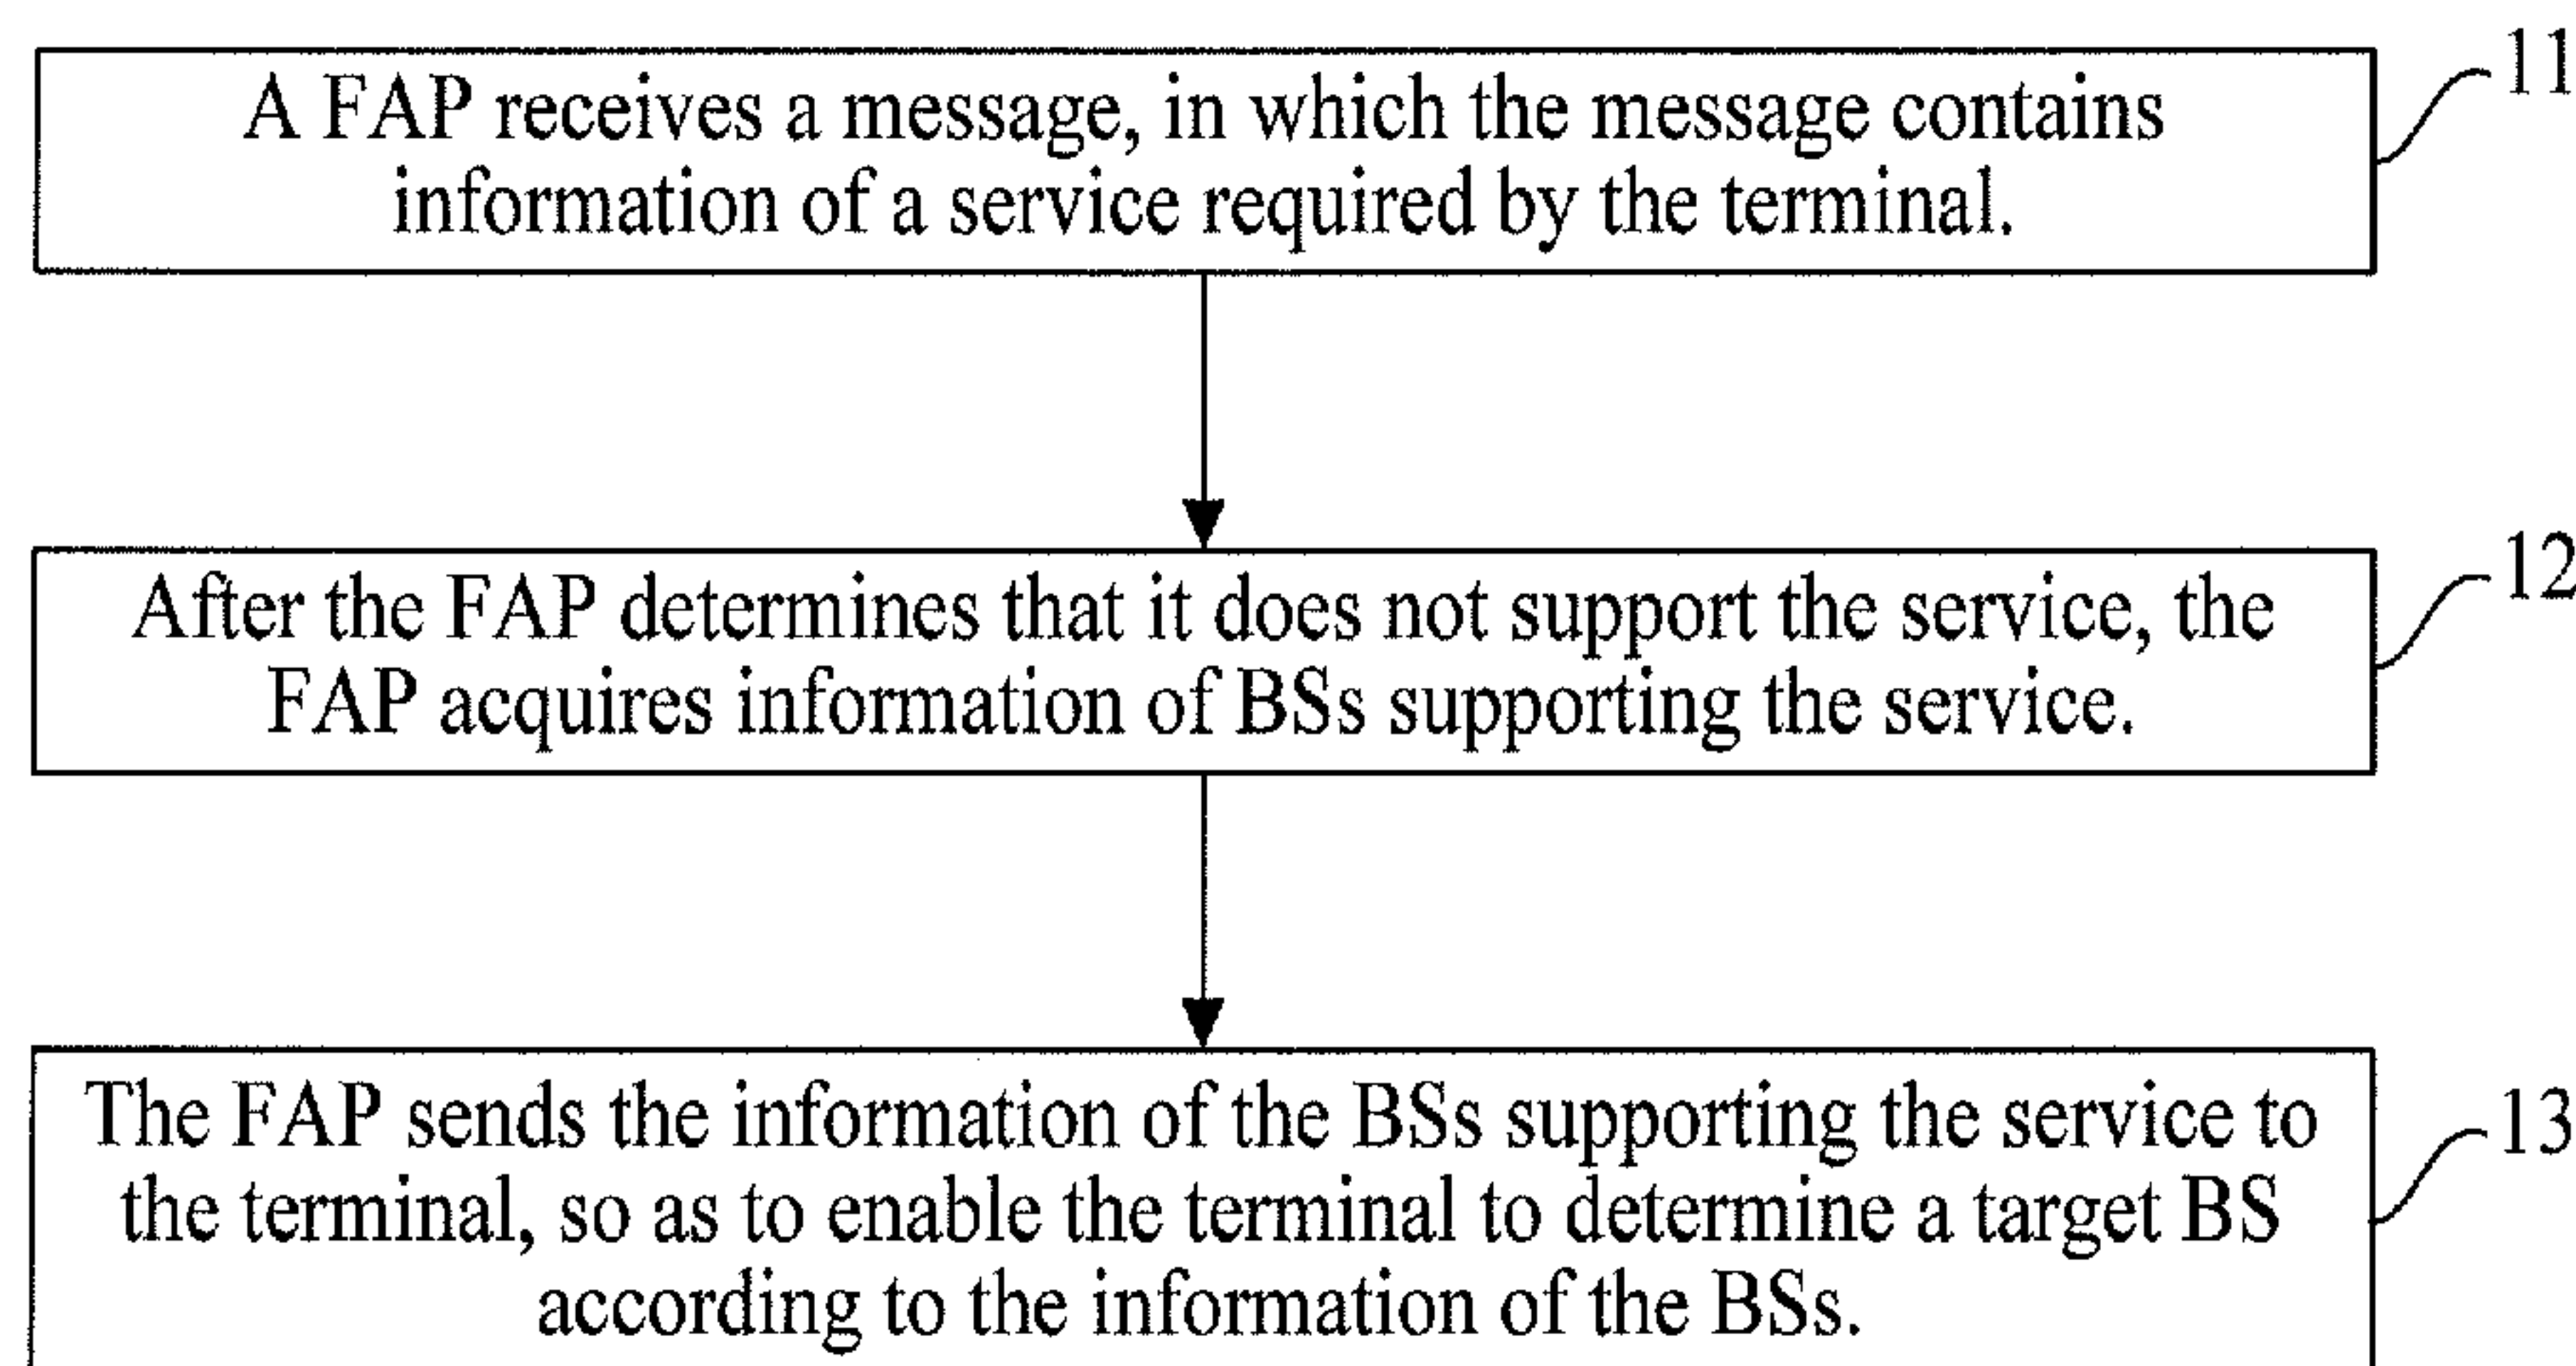 A FAP receives a message, in which the message contains
information of a service required by the terminal.
11
After the FAP determines that it does not support the service, the
FAP acquires information of BSs supporting the service.
12
The FAP sends the information of the BSs supporting the service to
the terminal, so as to enable the terminal to determine a target BS
according to the information of the BSs.
13